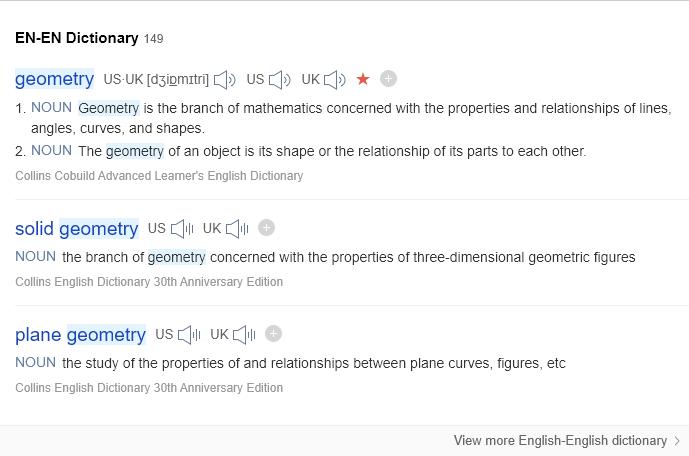 EN-EN Dictionary 149
geometry US·UK [dʒiɒmɪtri] US UK
1. NOUN Geometry is the branch of mathematics concerned with the properties and relationships of lines,
angles, curves, and shapes.
2. NOUN The geometry of an object is its shape or the relationship of its parts to each other.
Collins Cobuild Advanced Learner's English Dictionary
solid geometry US UK
NOUN the branch of geometry concerned with the properties of three-dimensional geometric figures
Collins English Dictionary 30th Anniversary Edition
plane geometry US UK
NOUN the study of the properties of and relationships between plane curves, figures, etc
Collins English Dictionary 30th Anniversary Edition
View more English-English dictionary